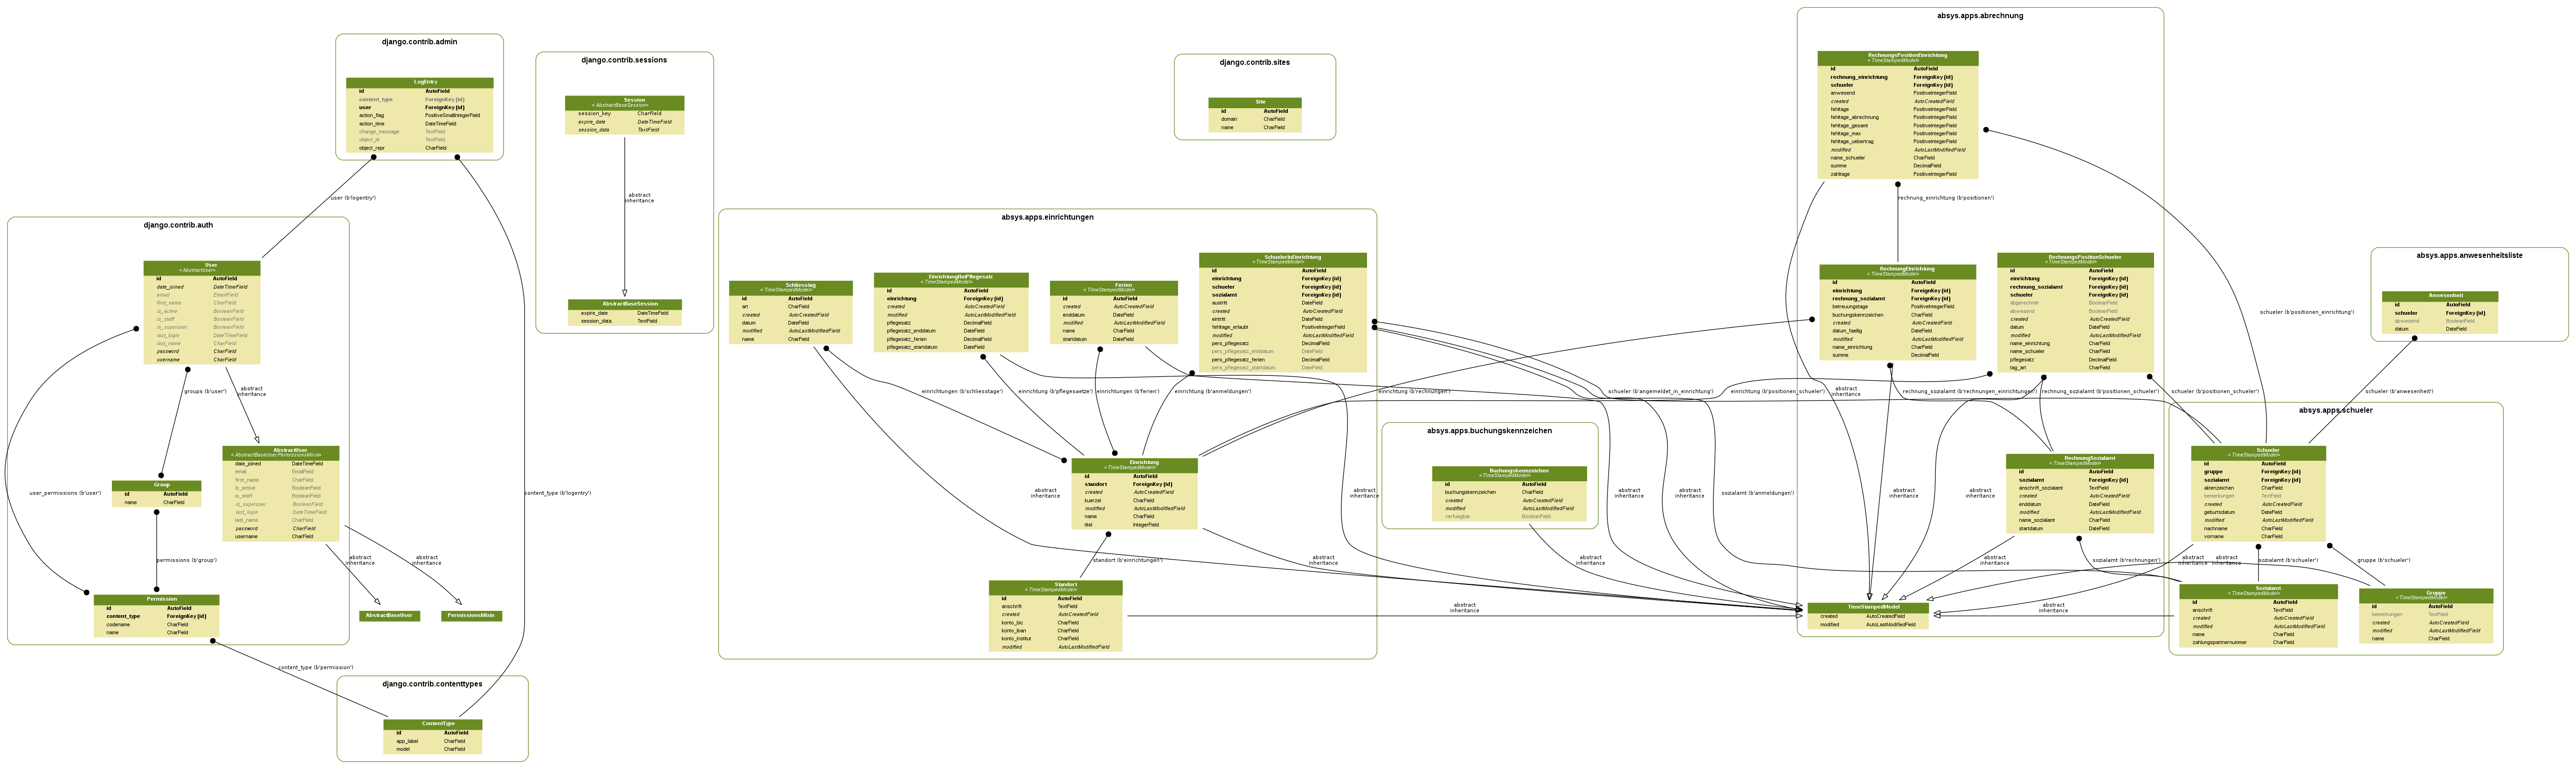 django.contrib.admin
LogEntry
id AutoField
content_type ForeignKey (id)
user ForeignKey (id)
action_flag PositiveSmallIntegerField
action_time DateTimeField
change_message TextField
object_id TextField
object_repr CharField
user (b'logentry')
content_type (b'logentry')
django.contrib.auth
User
<AbstractUser>
id AutoField
date_joined DateTimeField
email EmailField
first_name CharField
is_active BooleanField
is_staff BooleanField
is_superuser BooleanField
last_login DateTimeField
last_name CharField
password CharField
username CharField
groups (b'user')
abstract
inheritance
user_permissions (b'user')
AbstractUser
<AbstractBaseUser,PermissionsMixin>
date_joined DateTimeField
email EmailField
first_name CharField
is_active BooleanField
is_staff BooleanField
is_superuser BooleanField
last_login DateTimeField
last_name CharField
password CharField
username CharField
Group
id AutoField
name CharField
permissions (b'group')
abstract
inheritance
abstract
inheritance
Permission
id AutoField
content_type ForeignKey (id)
codename CharField
name CharField
AbstractBaseUser
PermissionsMixin
content_type (b'permission')
django.contrib.contenttypes
ContentType
id AutoField
app_label CharField
model CharField
django.contrib.sessions
Session
<AbstractBaseSession>
session_key CharField
expire_date DateTimeField
session_data TextField
abstract
inheritance
AbstractBaseSession
expire_date DateTimeField
session_data TextField
django.contrib.sites
Site
id AutoField
domain CharField
name CharField
absys.apps.einrichtungen
Schliesstag
<TimeStampedModel>
id AutoField
art CharField
created AutoCreatedField
datum DateField
modified AutoLastModifiedField
name CharField
EinrichtungHatPflegesatz
<TimeStampedModel>
id AutoField
einrichtung ForeignKey (id)
created AutoCreatedField
modified AutoLastModifiedField
pflegesatz DecimalField
pflegesatz_enddatum DateField
pflegesatz_ferien DecimalField
pflegesatz_startdatum DateField
Ferien
<TimeStampedModel>
id AutoField
created AutoCreatedField
enddatum DateField
modified AutoLastModifiedField
name CharField
startdatum DateField
SchuelerInEinrichtung
<TimeStampedModel>
id AutoField
einrichtung ForeignKey (id)
schueler ForeignKey (id)
sozialamt ForeignKey (id)
austritt DateField
created AutoCreatedField
eintritt DateField
fehltage_erlaubt PositiveIntegerField
modified AutoLastModifiedField
pers_pflegesatz DecimalField
pers_pflegesatz_enddatum DateField
pers_pflegesatz_ferien DecimalField
pers_pflegesatz_startdatum DateField
einrichtungen (b'schliesstage')
einrichtung (b'pflegesaetze')
einrichtungen (b'ferien')
einrichtung (b'anmeldungen')
einrichtung (b'rechnungen')
schueler (b'angemeldet_in_einrichtung')
einrichtung (b'positionen_schueler')
Einrichtung
<TimeStampedModel>
id AutoField
standort ForeignKey (id)
created AutoCreatedField
kuerzel CharField
modified AutoLastModifiedField
name CharField
titel IntegerField
abstract
inheritance
abstract
inheritance
abstract
inheritance
abstract
inheritance
sozialamt (b'anmeldungen')
standort (b'einrichtungen')
abstract
inheritance
Standort
<TimeStampedModel>
id AutoField
anschrift TextField
created AutoCreatedField
konto_bic CharField
konto_iban CharField
konto_institut CharField
modified AutoLastModifiedField
abstract
inheritance
absys.apps.buchungskennzeichen
Buchungskennzeichen
<TimeStampedModel>
id AutoField
buchungskennzeichen CharField
created AutoCreatedField
modified AutoLastModifiedField
verfuegbar BooleanField
abstract
inheritance
absys.apps.abrechnung
RechnungsPositionEinrichtung
<TimeStampedModel>
id AutoField
rechnung_einrichtung ForeignKey (id)
schueler ForeignKey (id)
anwesend PositiveIntegerField
created AutoCreatedField
fehltage PositiveIntegerField
fehltage_abrechnung PositiveIntegerField
fehltage_gesamt PositiveIntegerField
fehltage_max PositiveIntegerField
fehltage_uebertrag PositiveIntegerField
modified AutoLastModifiedField
name_schueler CharField
summe DecimalField
zahltage PositiveIntegerField
rechnung_einrichtung (b'positionen')
schueler (b'positionen_einrichtung')
RechnungEinrichtung
<TimeStampedModel>
id AutoField
einrichtung ForeignKey (id)
rechnung_sozialamt ForeignKey (id)
betreuungstage PositiveIntegerField
buchungskennzeichen CharField
created AutoCreatedField
datum_faellig DateField
modified AutoLastModifiedField
name_einrichtung CharField
summe DecimalField
RechnungsPositionSchueler
<TimeStampedModel>
id AutoField
einrichtung ForeignKey (id)
rechnung_sozialamt ForeignKey (id)
schueler ForeignKey (id)
abgerechnet BooleanField
abwesend BooleanField
created AutoCreatedField
datum DateField
modified AutoLastModifiedField
name_einrichtung CharField
name_schueler CharField
pflegesatz DecimalField
tag_art CharField
abstract
inheritance
rechnung_sozialamt (b'rechnungen_einrichtungen')
rechnung_sozialamt (b'positionen_schueler')
schueler (b'positionen_schueler')
abstract
inheritance
abstract
inheritance
RechnungSozialamt
<TimeStampedModel>
id AutoField
sozialamt ForeignKey (id)
anschrift_sozialamt TextField
created AutoCreatedField
enddatum DateField
modified AutoLastModifiedField
name_sozialamt CharField
startdatum DateField
abstract
inheritance
sozialamt (b'rechnungen')
TimeStampedModel
created AutoCreatedField
modified AutoLastModifiedField
abstract
inheritance
absys.apps.anwesenheitsliste
Anwesenheit
id AutoField
schueler ForeignKey (id)
abwesend BooleanField
datum DateField
schueler (b'anwesenheit')
absys.apps.schueler
Schueler
<TimeStampedModel>
id AutoField
gruppe ForeignKey (id)
sozialamt ForeignKey (id)
aktenzeichen CharField
bemerkungen TextField
created AutoCreatedField
geburtsdatum DateField
modified AutoLastModifiedField
nachname CharField
vorname CharField
abstract
inheritance
abstract
inheritance
sozialamt (b'schueler')
gruppe (b'schueler')
Sozialamt
<TimeStampedModel>
id AutoField
anschrift TextField
created AutoCreatedField
modified AutoLastModifiedField
name CharField
zahlungspartnernummer CharField
Gruppe
<TimeStampedModel>
id AutoField
bemerkungen TextField
created AutoCreatedField
modified AutoLastModifiedField
name CharField